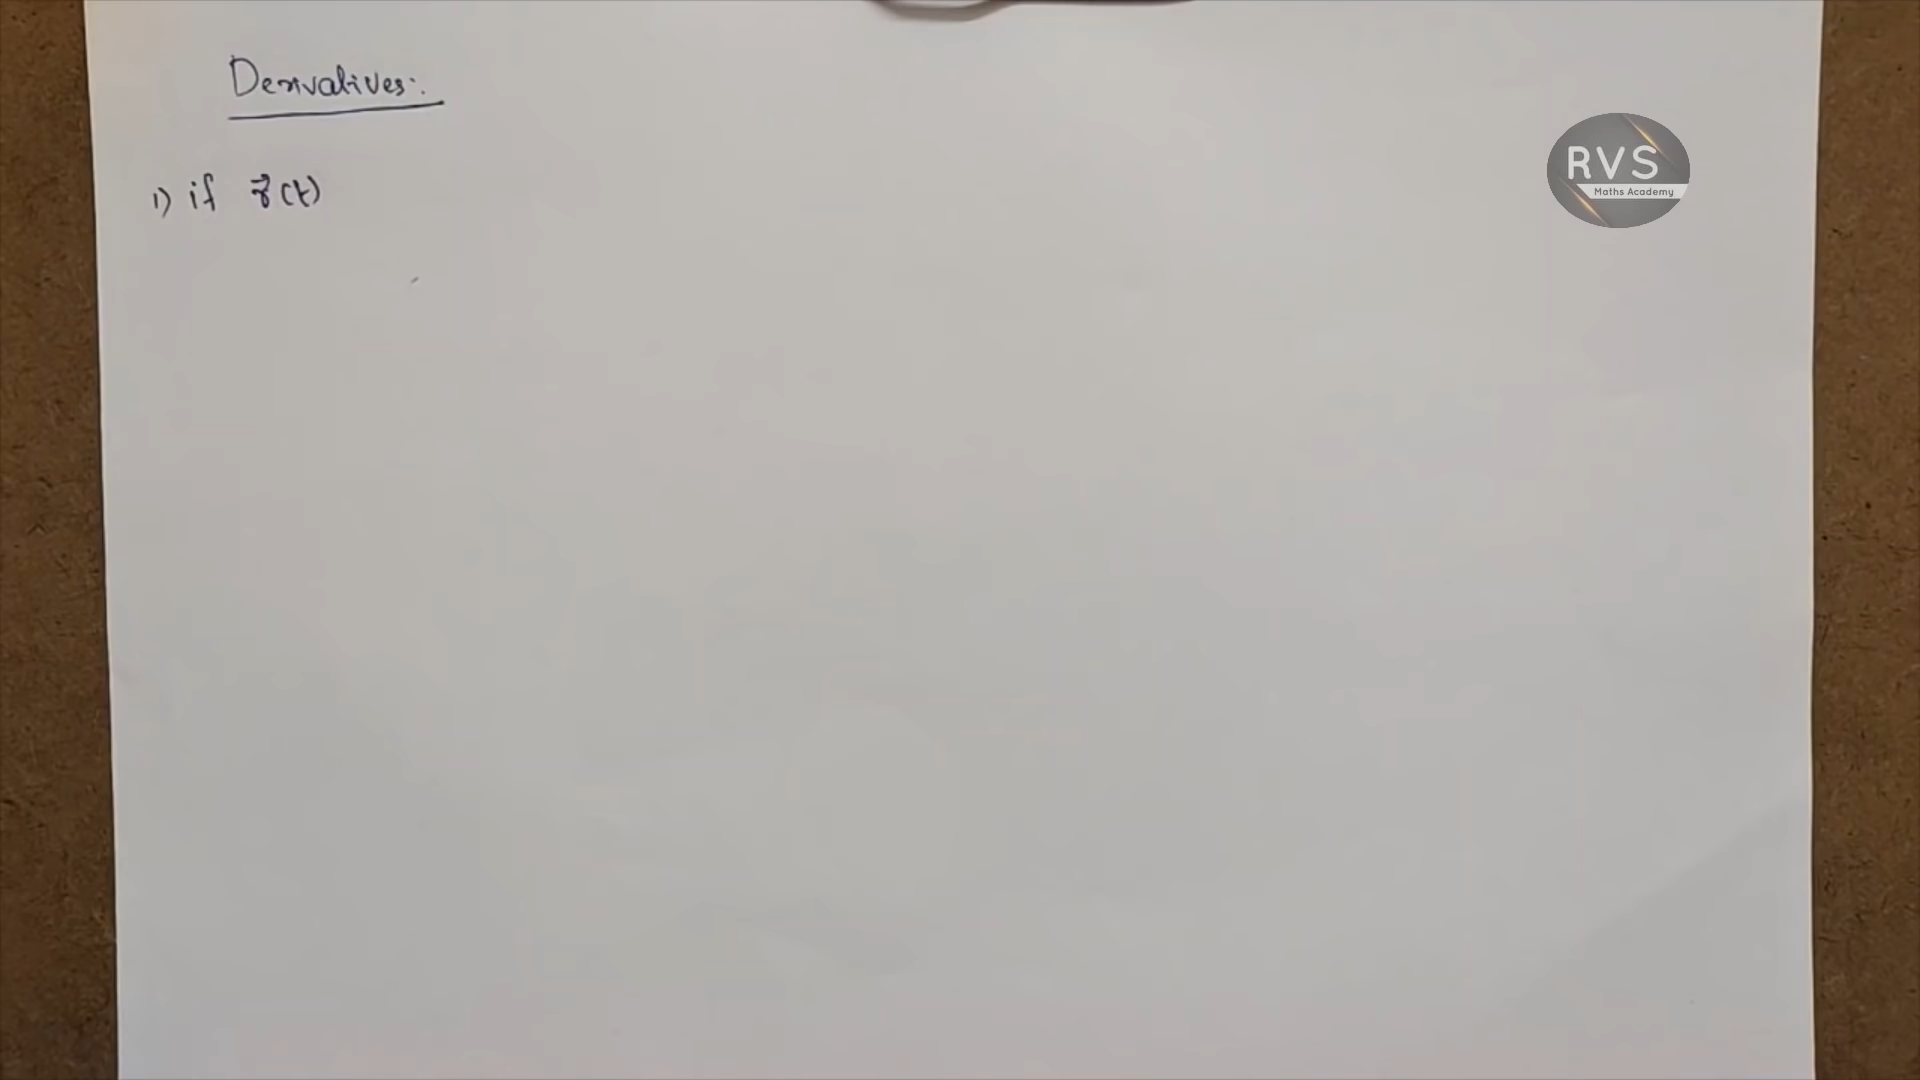 Derivatives:
1) if r⃗(t)
RVS
Maths Academy